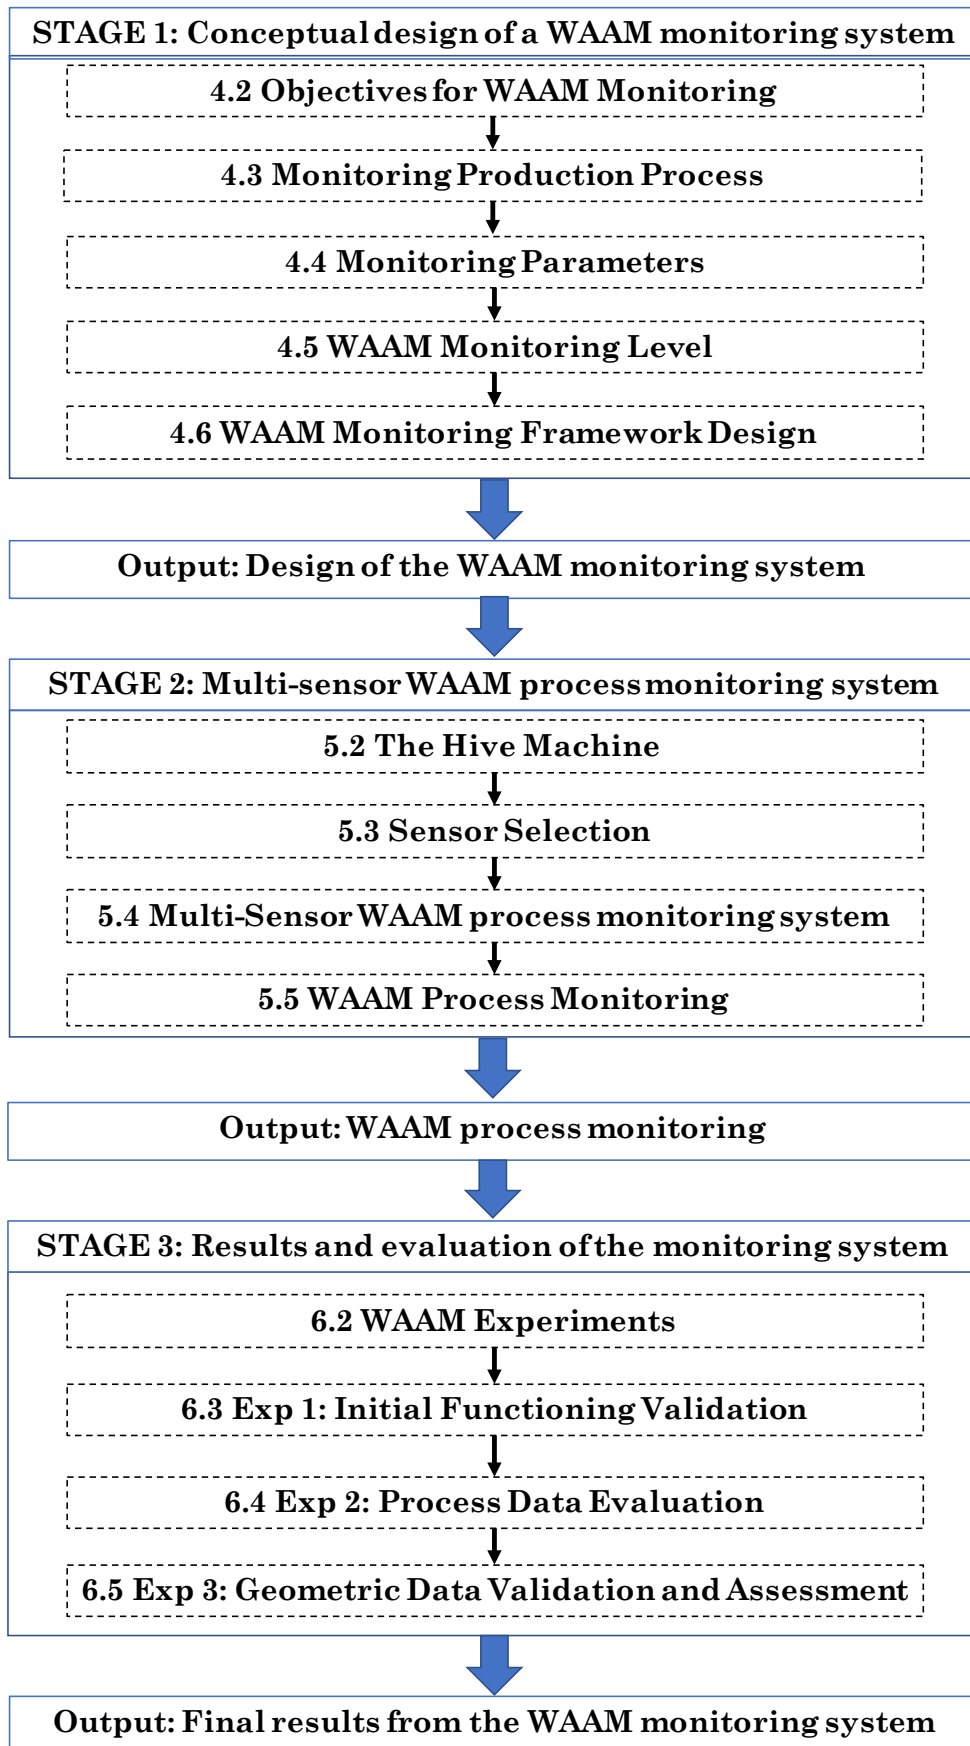 STAGE 1: Conceptual design of a WAAM monitoring system
4.2 Objectives for WAAM Monitoring
4.3 Monitoring Production Process
4.4 Monitoring Parameters
4.5 WAAM Monitoring Level
4.6 WAAM Monitoring Framework Design
Output: Design of the WAAM monitoring system
STAGE 2: Multi-sensor WAAM process monitoring system
5.2 The Hive Machine
5.3 Sensor Selection
5.4 Multi-Sensor WAAM process monitoring system
5.5 WAAM Process Monitoring
Output: WAAM process monitoring
STAGE 3: Results and evaluation of the monitoring system
6.2 WAAM Experiments
6.3 Exp 1: Initial Functioning Validation
6.4 Exp 2: Process Data Evaluation
6.5 Exp 3: Geometric Data Validation and Assessment
Output: Final results from the WAAM monitoring system